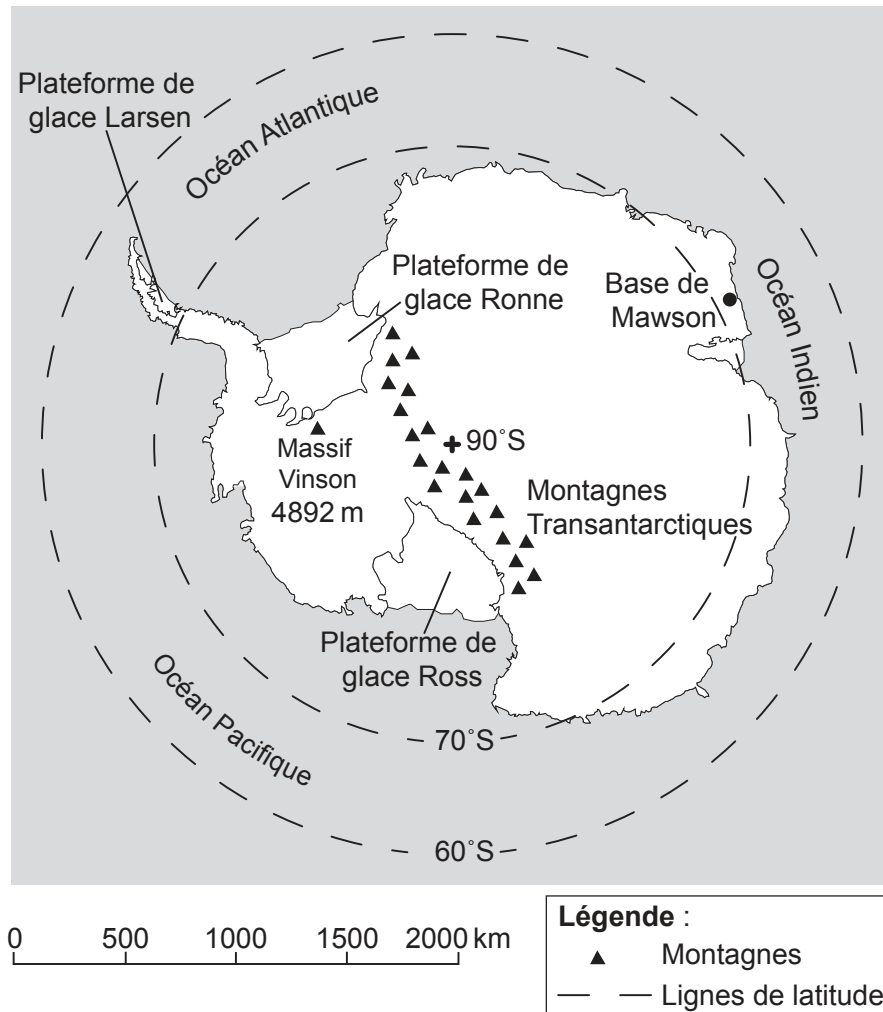 Plateforme de
glace Larsen
Océan Atlantique
Plateforme de
glace Ronne
Base de
Mawson
Océan Indien
90˚S
Massif
Vinson
4892 m
Montagnes
Transantarctiques
Plateforme de
glace Ross
Océan Pacifique
70˚S
60˚S
0 500 1000 1500 2000 km
Légende :
Montagnes
Lignes de latitude